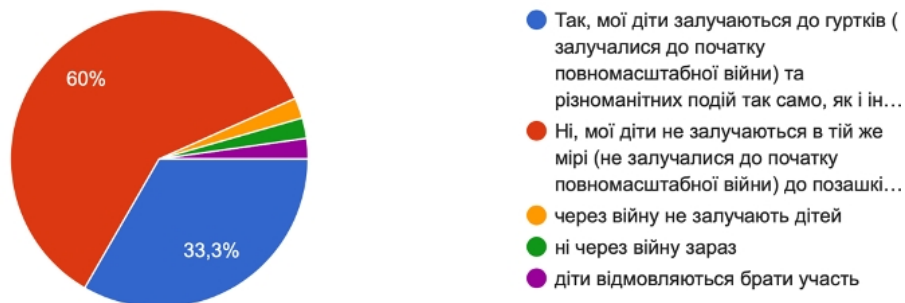 60%
33,3%
Так, мої діти залучаються до гуртків (
залучалися до початку
повномасштабної війни) та
різноманітних подій так само, як і ін…
Ні, мої діти не залучаються в тій же
мірі (не залучалися до початку
повномасштабної війни) до позашкі…
через війну не залучають дітей
ні через війну зараз
діти відмовляються брати участь